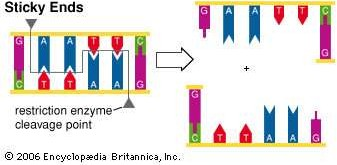 Sticky Ends
G A A T T C
C T T A A G
restriction enzyme
cleavage point
G A A T T C
G
+
G
C T T A A G
© 2006 Encyclopædia Britannica, Inc.